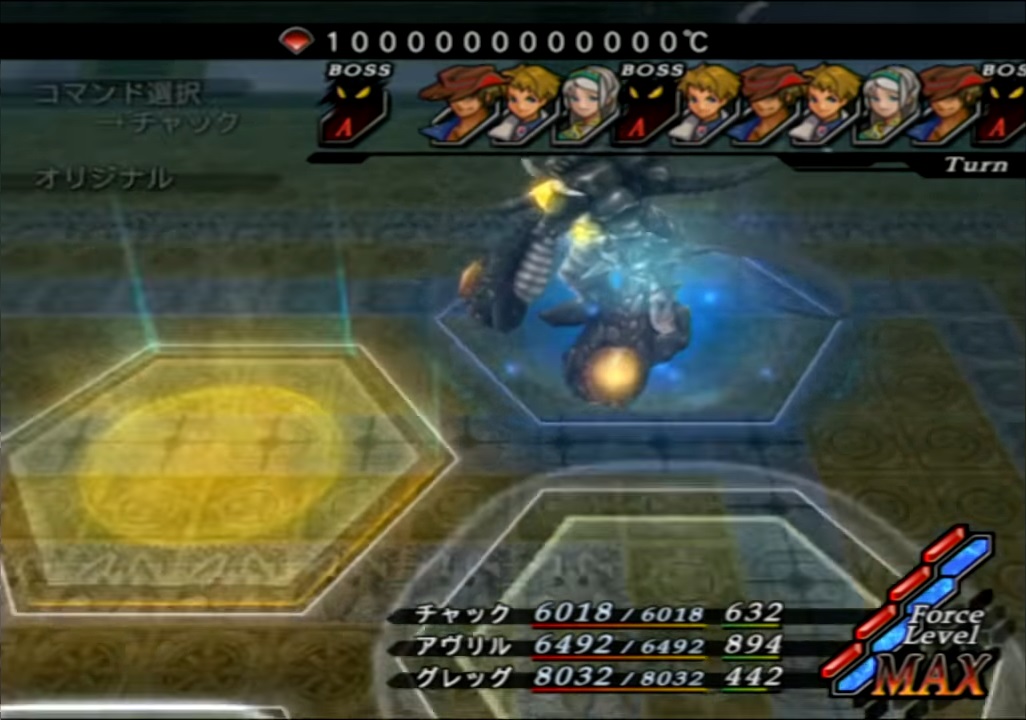 1000000000000℃
BOSS BOSS BOSS
A A A
コマンド選択
→チャック
Turn
オリジナル
チャック 6018/6018 632
アヴリル 6492/6492 894
グレッグ 8032/8032 442
Force
Level
MAX